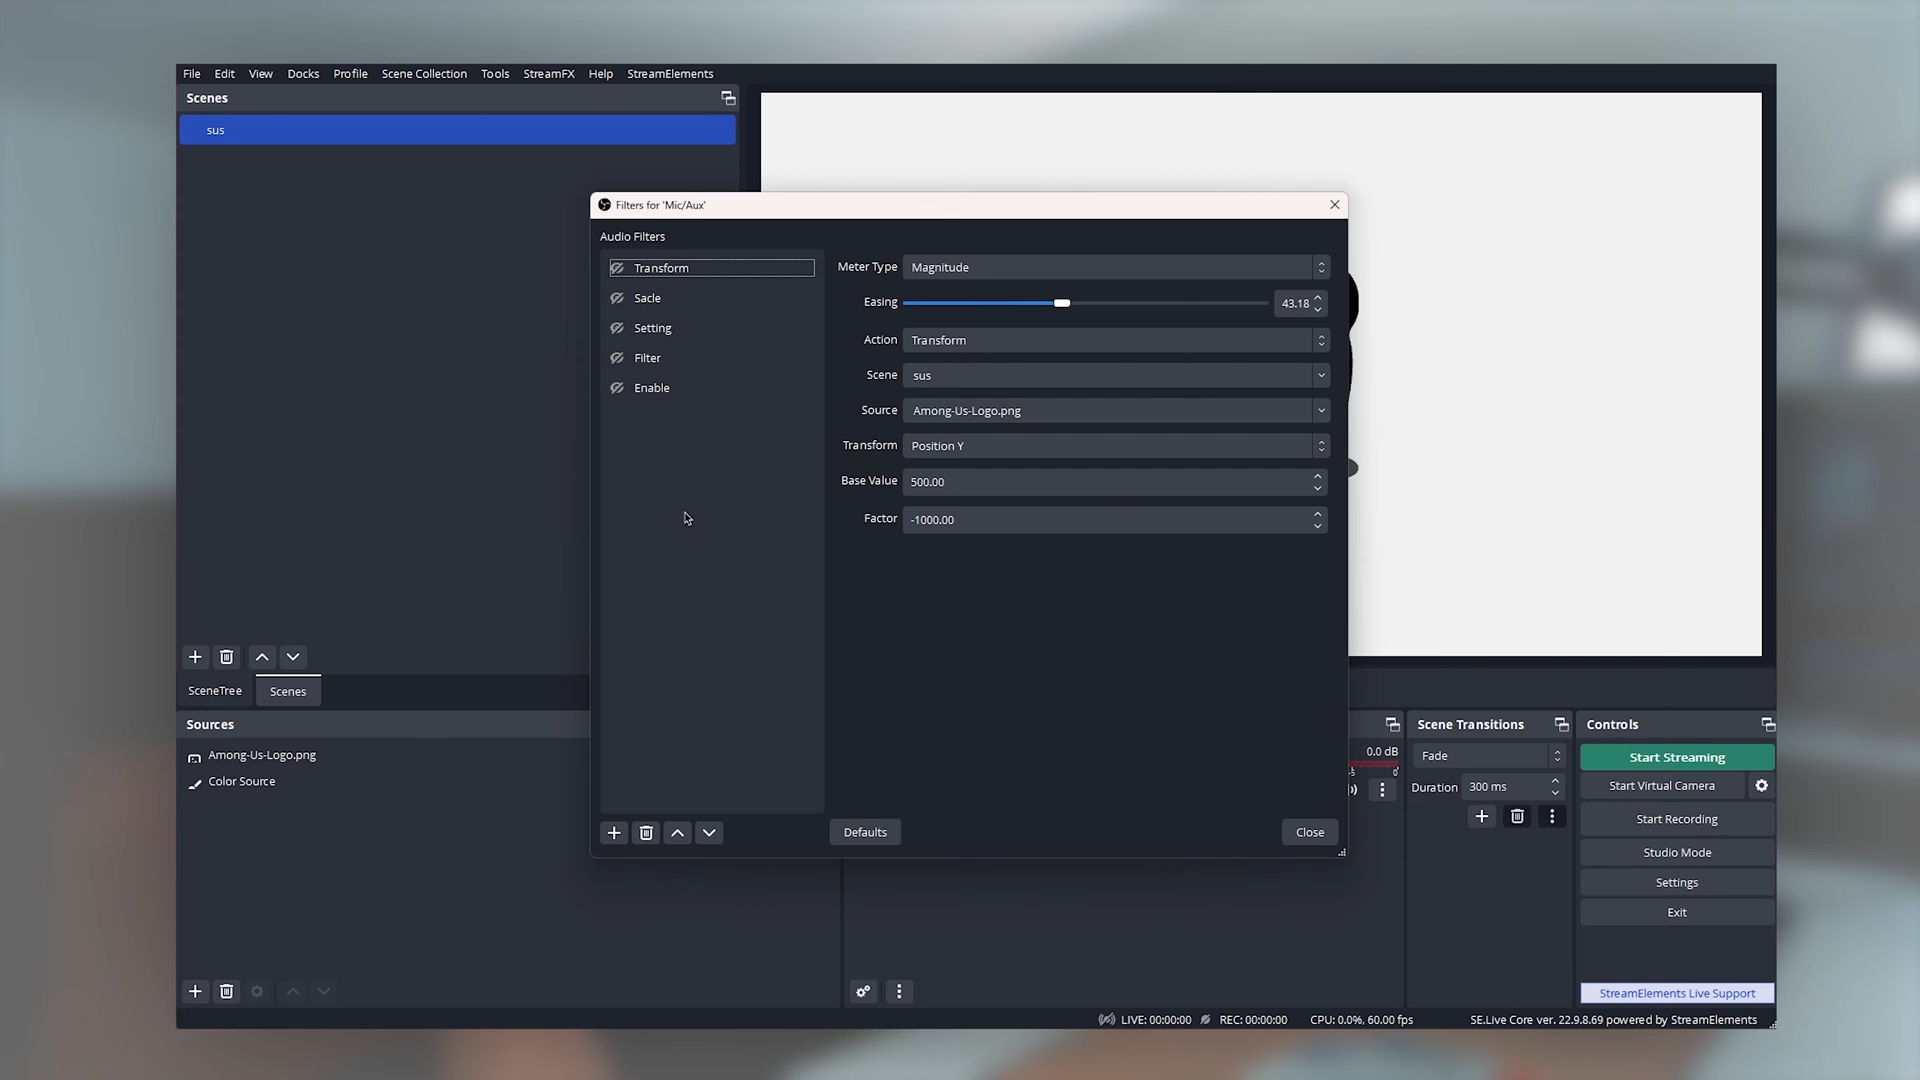 File Edit View Docks Profile Scene Collection Tools StreamFX Help StreamElements
Scenes
sus
Filters for 'Mic/Aux'
Audio Filters
Transform
Sacle
Setting
Filter
Enable
Meter Type Magnitude
Easing 43.18
Action Transform
Scene sus
Source Among-Us-Logo.png
Transform Position Y
Base Value 500.00
Factor -1000.00
Defaults Close
SceneTree Scenes
Sources
Among-Us-Logo.png
Color Source
0.0 dB
-5 0
Scene Transitions
Fade
Duration 300 ms
Controls
Start Streaming
Start Virtual Camera
Start Recording
Studio Mode
Settings
Exit
StreamElements Live Support
LIVE: 00:00:00 REC: 00:00:00 CPU: 0.0%, 60.00 fps SE.Live Core ver. 22.9.8.69 powered by StreamElements